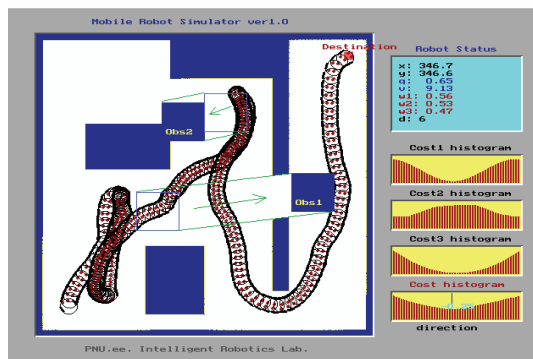 Mobile Robot Simulator ver1.0
Destination
Obs2
Obs1
PNU.ee. Intelligent Robotics Lab.
Robot Status
x: 346.7
y: 346.6
q: 0.65
v: 9.13
w1: 0.56
w2: 0.53
w3: 0.47
d: 6
Cost1 histogram
Cost2 histogram
Cost3 histogram
Cost histogram
direction